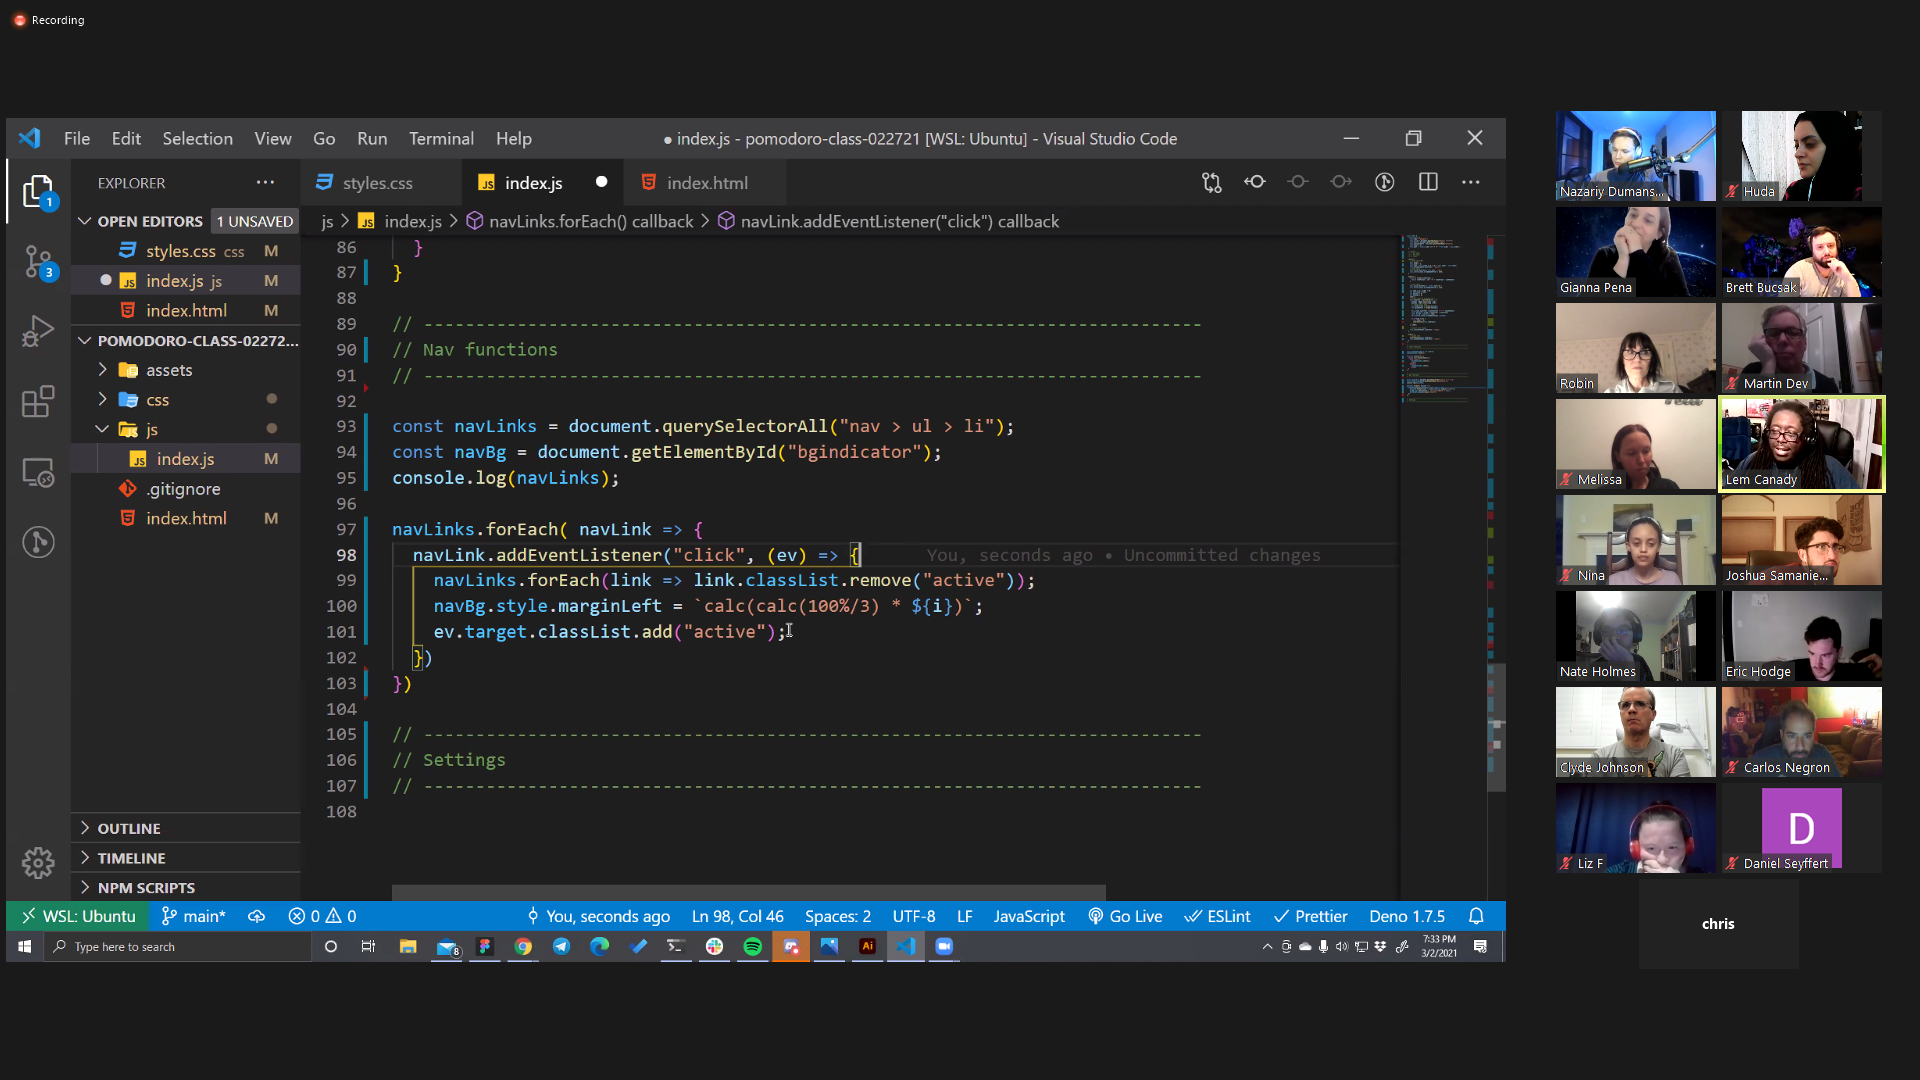 Recording
File Edit Selection View Go Run Terminal Help
● index.js - pomodoro-class-022721 [WSL: Ubuntu] - Visual Studio Code
EXPLORER
styles.css
JS index.js
index.html
OPEN EDITORS 1 UNSAVED
js > JS index.js > navLinks.forEach() callback > navLink.addEventListener("click") callback
styles.css css M
JS index.js js M
index.html M
POMODORO-CLASS-02272...
assets
css
js
JS index.js M
.gitignore
index.html M
OUTLINE
TIMELINE
NPM SCRIPTS
1
3
86 }
87 }
88
89 // ---------------------------------------------------------------------------
90 // Nav functions
91 // ---------------------------------------------------------------------------
92
93 const navLinks = document.querySelectorAll("nav > ul > li");
94 const navBg = document.getElementById("bgindicator");
95 console.log(navLinks);
96
97 navLinks.forEach( navLink => {
98 navLink.addEventListener("click", (ev) => { You, seconds ago • Uncommitted changes
99 navLinks.forEach(link => link.classList.remove("active"));
100 navBg.style.marginLeft = `calc(calc(100%/3) * ${i})`;
101 ev.target.classList.add("active");
102 })
103 })
104
105 // ---------------------------------------------------------------------------
106 // Settings
107 // ---------------------------------------------------------------------------
108
WSL: Ubuntu main* 0 0 You, seconds ago Ln 98, Col 46 Spaces: 2 UTF-8 LF JavaScript Go Live ESLint Prettier Deno 1.7.5
Type here to search
8
Ai
7:33 PM
3/2/2021
Nazariy Dumans...
Huda
Gianna Pena
Brett Bucsak
Robin
Martin Dev
Melissa
Lem Canady
Nina
Joshua Samanie...
Nate Holmes
Eric Hodge
Clyde Johnson
Carlos Negron
Liz F
D
Daniel Seyffert
chris